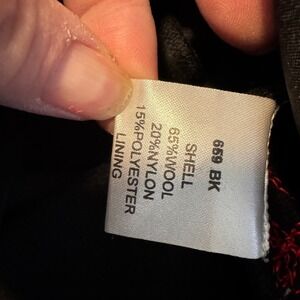 659 BK
SHELL
65%WOOL
20%NYLON
15%POLYESTER
LINING